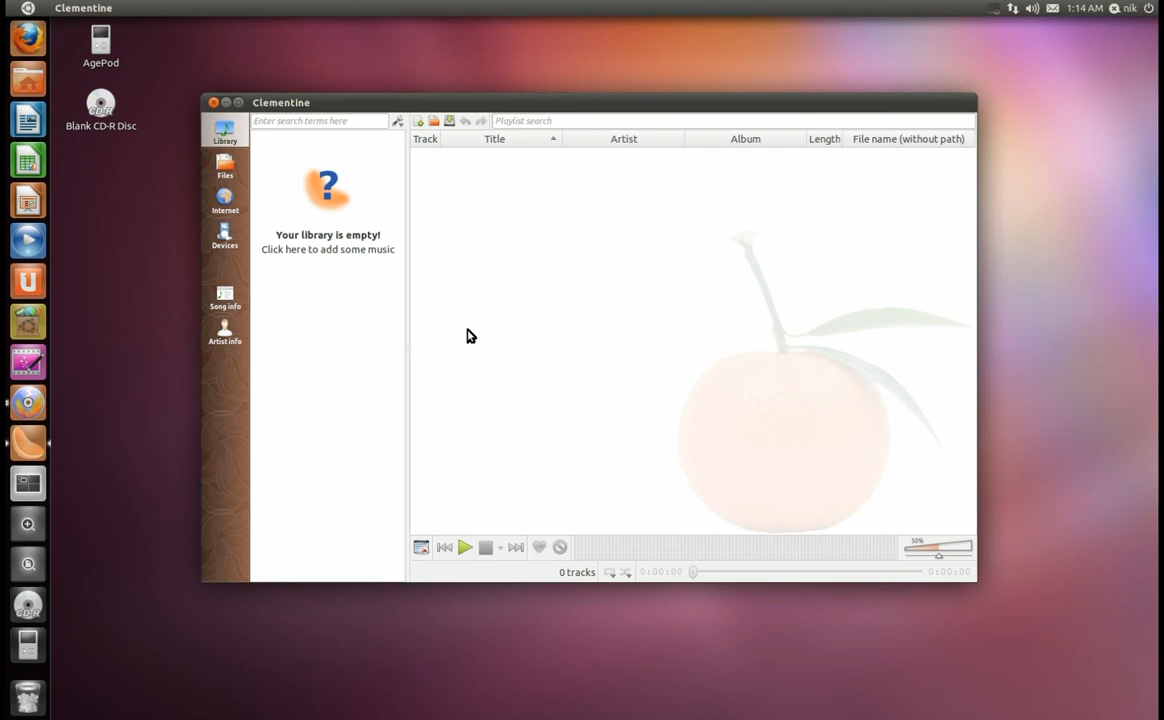 Clementine
1:14 AM
nik
AgePod
CD-R
Blank CD-R Disc
Clementine
Enter search terms here
Playlist search
Library
Files
Internet
Devices
Song info
Artist info
?
Your library is empty!
Click here to add some music
Track
Title
Artist
Album
Length
File name (without path)
50%
0 tracks
0:00:00
0:00:00
U
CD-R